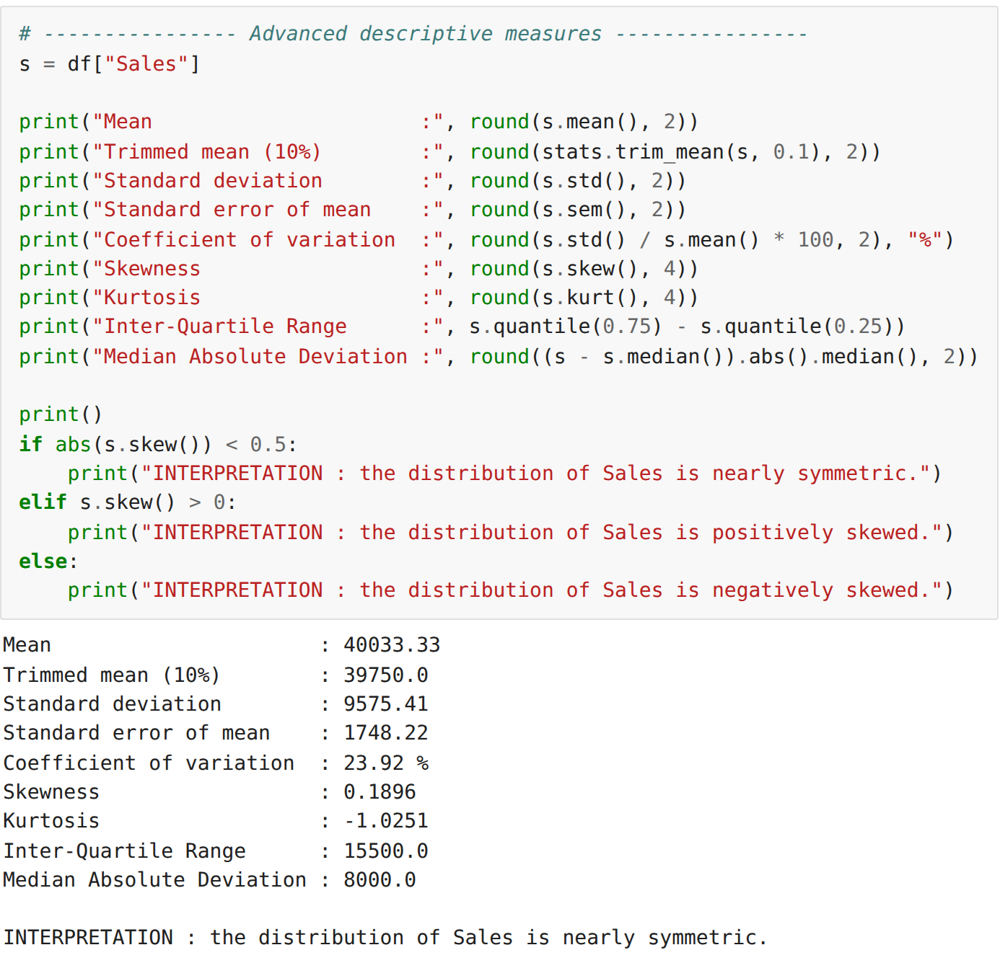 # ---------------- Advanced descriptive measures ----------------
s = df["Sales"]

print("Mean                      :", round(s.mean(), 2))
print("Trimmed mean (10%)        :", round(stats.trim_mean(s, 0.1), 2))
print("Standard deviation        :", round(s.std(), 2))
print("Standard error of mean    :", round(s.sem(), 2))
print("Coefficient of variation  :", round(s.std() / s.mean() * 100, 2), "%")
print("Skewness                  :", round(s.skew(), 4))
print("Kurtosis                  :", round(s.kurt(), 4))
print("Inter-Quartile Range      :", s.quantile(0.75) - s.quantile(0.25))
print("Median Absolute Deviation :", round((s - s.median()).abs().median(), 2))

print()
if abs(s.skew()) < 0.5:
    print("INTERPRETATION : the distribution of Sales is nearly symmetric.")
elif s.skew() > 0:
    print("INTERPRETATION : the distribution of Sales is positively skewed.")
else:
    print("INTERPRETATION : the distribution of Sales is negatively skewed.")
Mean                      : 40033.33
Trimmed mean (10%)        : 39750.0
Standard deviation        : 9575.41
Standard error of mean    : 1748.22
Coefficient of variation  : 23.92 %
Skewness                  : 0.1896
Kurtosis                  : -1.0251
Inter-Quartile Range      : 15500.0
Median Absolute Deviation : 8000.0

INTERPRETATION : the distribution of Sales is nearly symmetric.